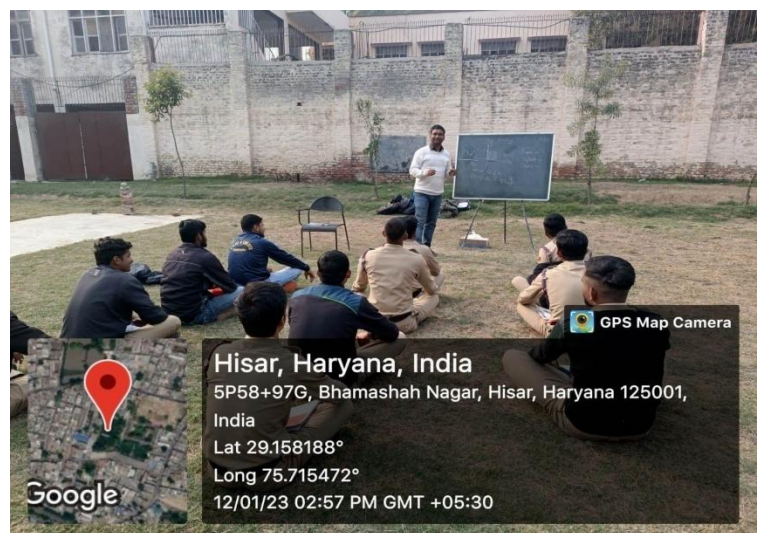 GPS Map Camera
Hisar, Haryana, India
5P58+97G, Bhamashah Nagar, Hisar, Haryana 125001,
India
Lat 29.158188°
Long 75.715472°
12/01/23 02:57 PM GMT +05:30
Google